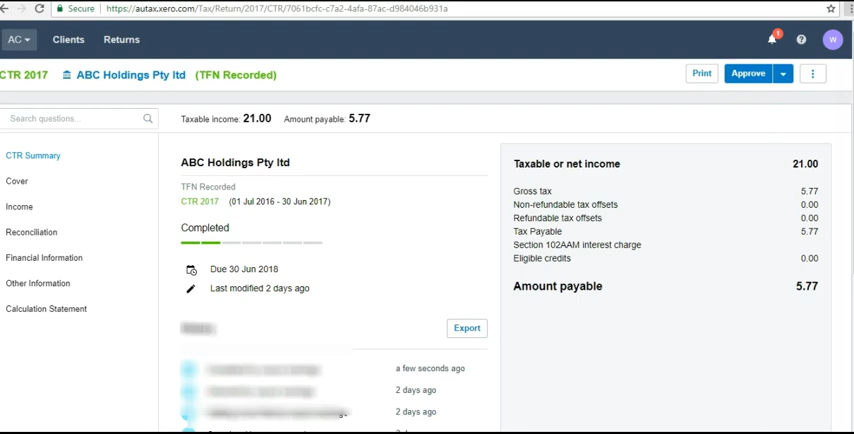 Secure https://autax.xero.com/Tax/Return/2017/CTR/7061bcfc-c7a2-4afa-87ac-d984046b931a
AC Clients Returns 1 ? W
CTR 2017 ABC Holdings Pty ltd (TFN Recorded) Print Approve
Search questions... Taxable income: 21.00 Amount payable: 5.77
CTR Summary
Cover
Income
Reconciliation
Financial Information
Other Information
Calculation Statement
ABC Holdings Pty ltd
TFN Recorded
CTR 2017 (01 Jul 2016 - 30 Jun 2017)
Completed
Due 30 Jun 2018
Last modified 2 days ago
Export
a few seconds ago
2 days ago
2 days ago
Taxable or net income 21.00
Gross tax 5.77
Non-refundable tax offsets 0.00
Refundable tax offsets 0.00
Tax Payable 5.77
Section 102AAM interest charge
Eligible credits 0.00
Amount payable 5.77